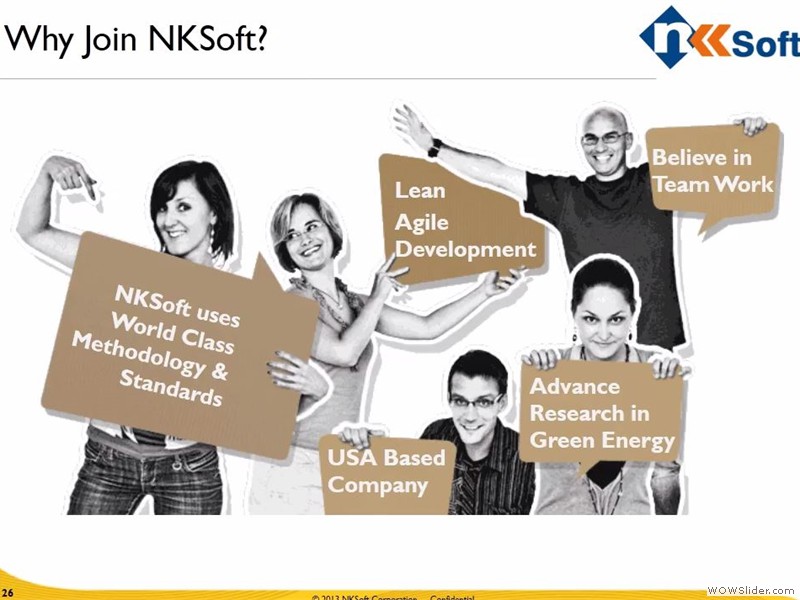 Why Join NKSoft?
n Soft
Believe in
Team Work
Lean
Agile
Development
NKSoft uses
World Class
Methodology &
Standards
Advance
Research in
Green Energy
USA Based
Company
26
© 2013 NKSoft Corporation Confidential
WOWSlider.com